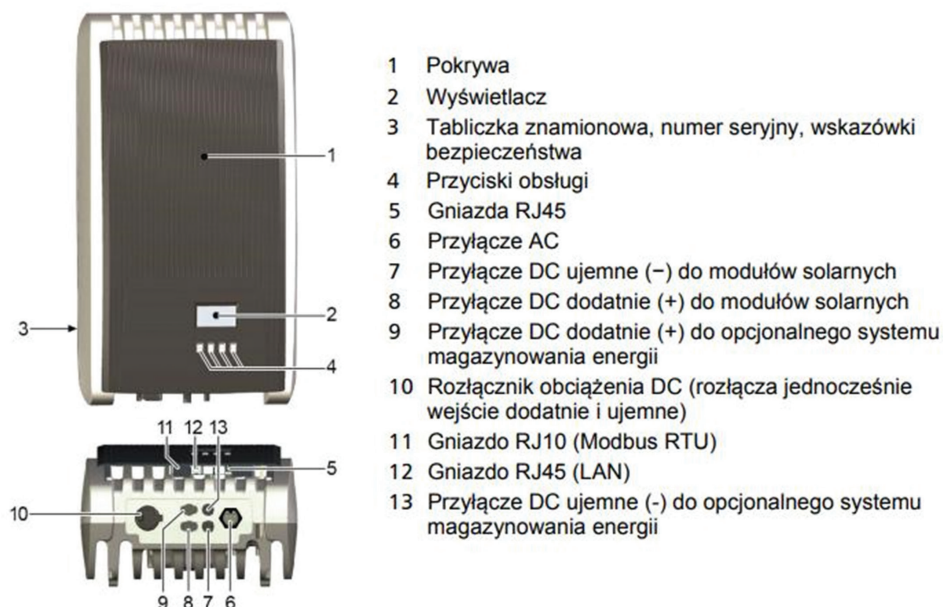 1 Pokrywa
2 Wyświetlacz
3 Tabliczka znamionowa, numer seryjny, wskazówki
bezpieczeństwa
4 Przyciski obsługi
5 Gniazda RJ45
6 Przyłącze AC
7 Przyłącze DC ujemne (−) do modułów solarnych
8 Przyłącze DC dodatnie (+) do modułów solarnych
9 Przyłącze DC dodatnie (+) do opcjonalnego systemu
magazynowania energii
10 Rozłącznik obciążenia DC (rozłącza jednocześnie
wejście dodatnie i ujemne)
11 Gniazdo RJ10 (Modbus RTU)
12 Gniazdo RJ45 (LAN)
13 Przyłącze DC ujemne (-) do opcjonalnego systemu
magazynowania energii
1
2
3
4
11 12 13
5
10
9 8 7 6